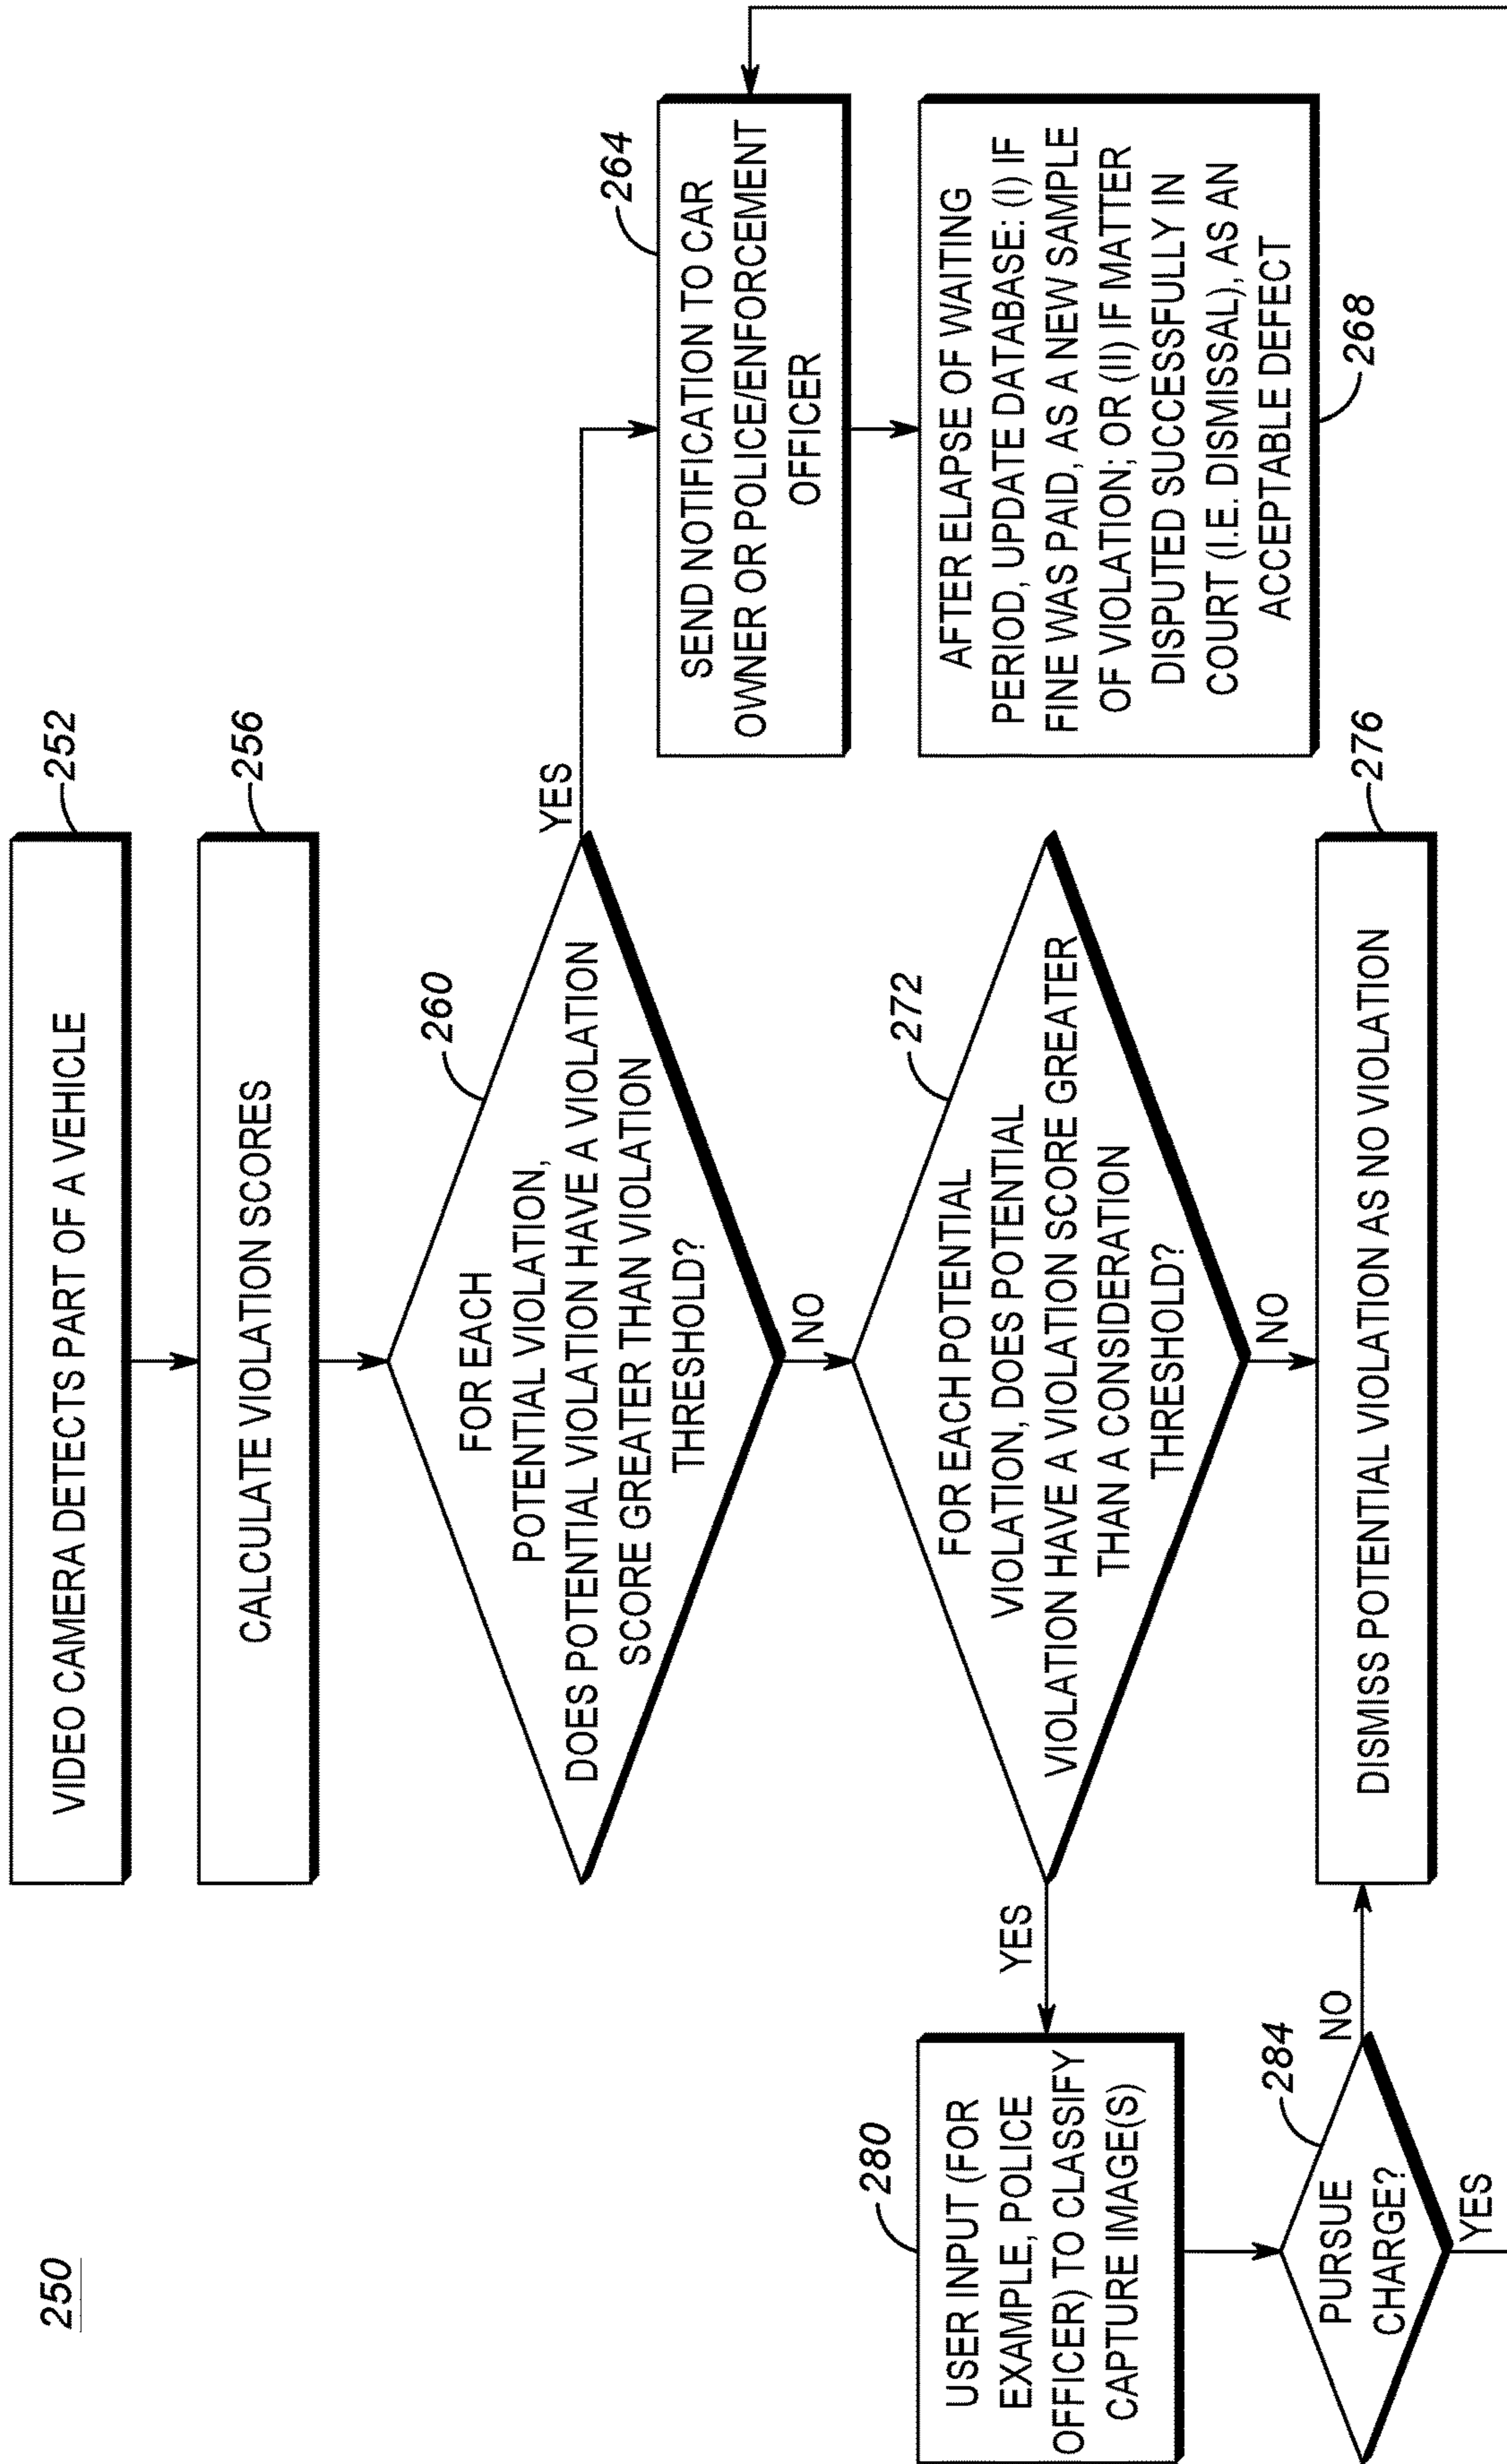 250
252
VIDEO CAMERA DETECTS PART OF A VEHICLE
256
CALCULATE VIOLATION SCORES
260
FOR EACH
POTENTIAL VIOLATION,
DOES POTENTIAL VIOLATION HAVE A VIOLATION
SCORE GREATER THAN VIOLATION
THRESHOLD?
YES
NO
264
SEND NOTIFICATION TO CAR
OWNER OR POLICE/ENFORCEMENT
OFFICER
AFTER ELAPSE OF WAITING
PERIOD, UPDATE DATABASE: (I) IF
FINE WAS PAID, AS A NEW SAMPLE
OF VIOLATION; OR (II) IF MATTER
DISPUTED SUCCESSFULLY IN
COURT (I.E. DISMISSAL), AS AN
ACCEPTABLE DEFECT
268
272
FOR EACH POTENTIAL
VIOLATION, DOES POTENTIAL
VIOLATION HAVE A VIOLATION SCORE GREATER
THAN A CONSIDERATION
THRESHOLD?
YES
NO
276
DISMISS POTENTIAL VIOLATION AS NO VIOLATION
280
USER INPUT (FOR
EXAMPLE, POLICE
OFFICER) TO CLASSIFY
CAPTURE IMAGE(S)
284
PURSUE
CHARGE?
NO
YES